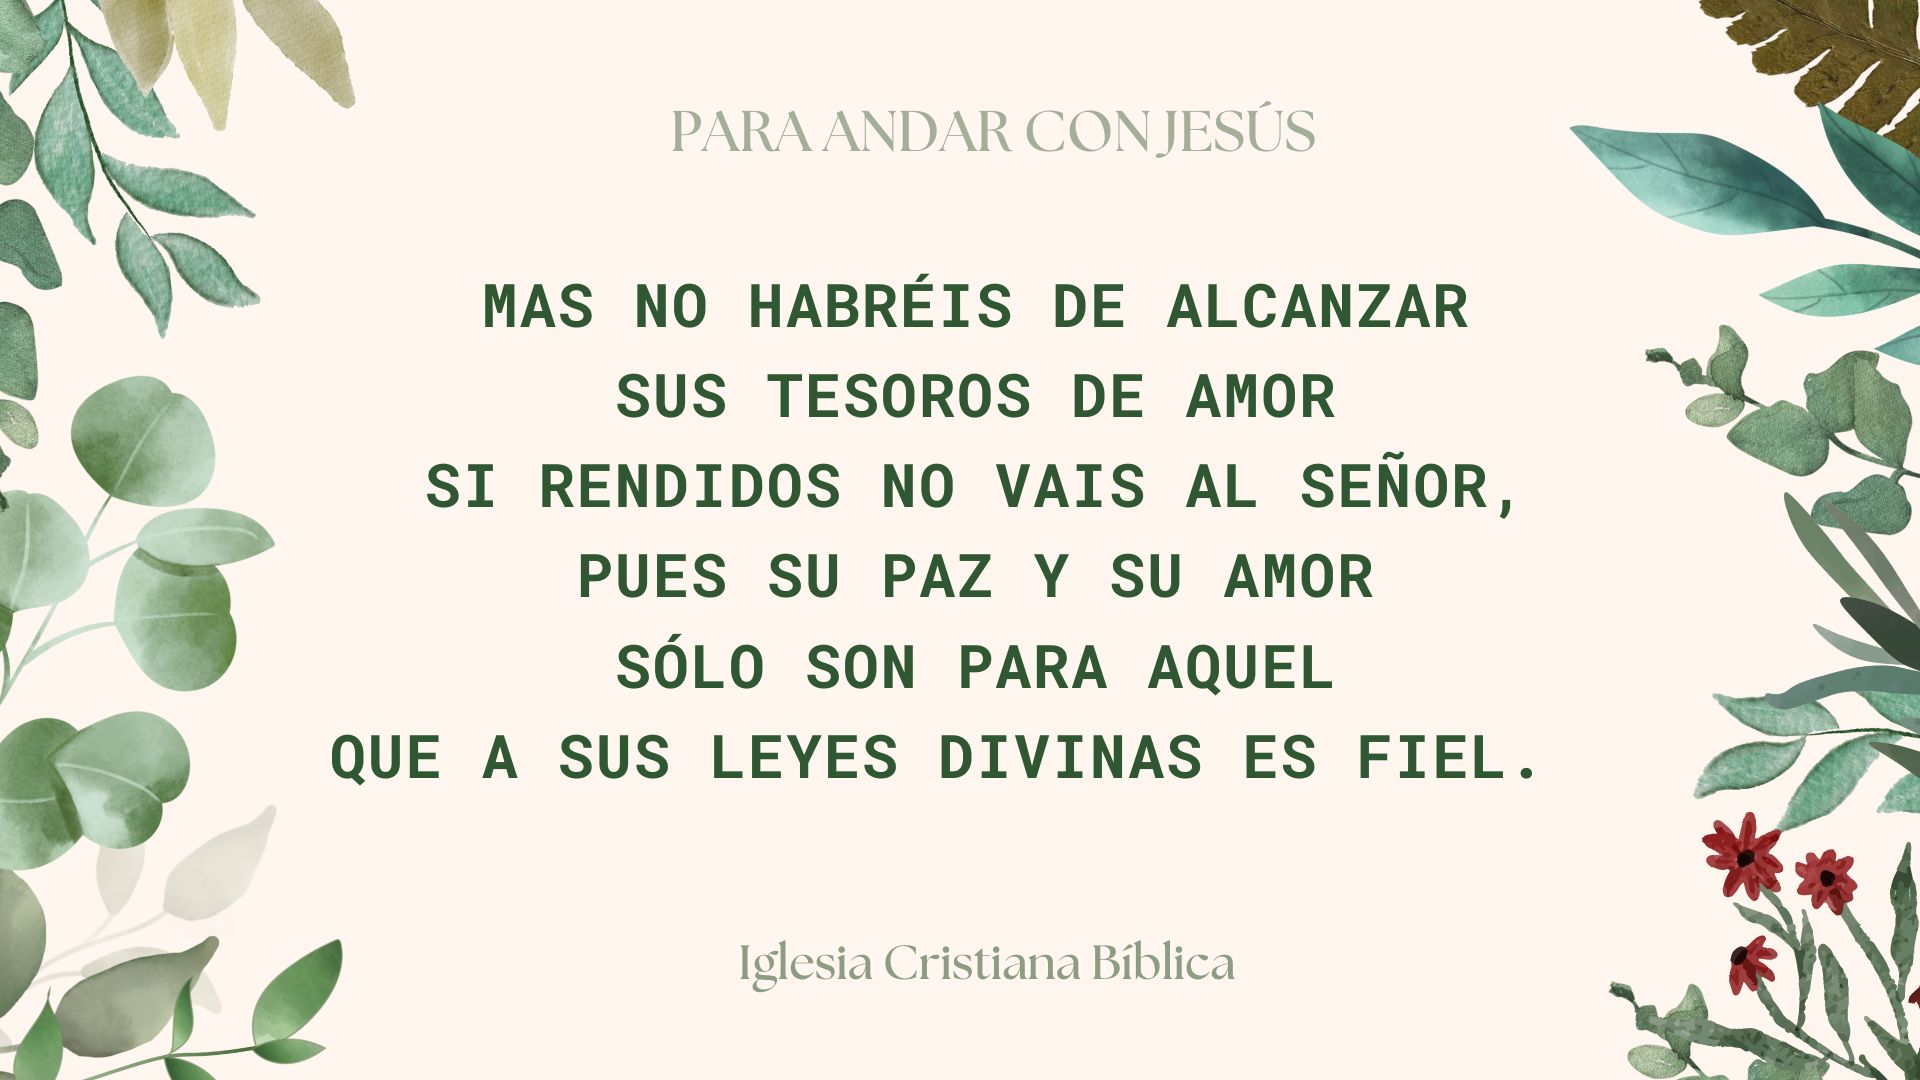 PARA ANDAR CON JESÚS
MAS NO HABRÉIS DE ALCANZAR
SUS TESOROS DE AMOR
SI RENDIDOS NO VAIS AL SEÑOR,
PUES SU PAZ Y SU AMOR
SÓLO SON PARA AQUEL
QUE A SUS LEYES DIVINAS ES FIEL.
Iglesia Cristiana Bíblica